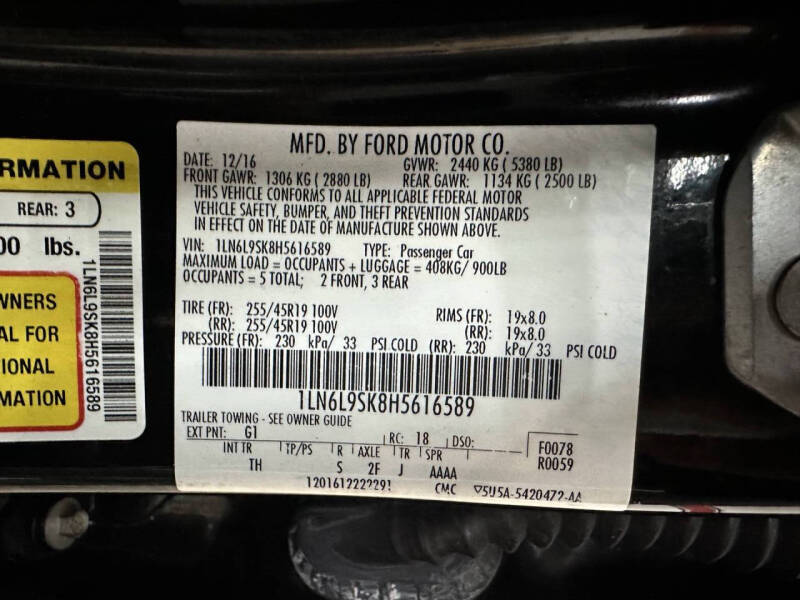 RMATION
REAR: 3
00 lbs.
WNERS
AL FOR
IONAL
MATION
1LN6L9SK8H5616589
MFD. BY FORD MOTOR CO.
DATE: 12/16 GVWR: 2440 KG ( 5380 LB)
FRONT GAWR: 1306 KG ( 2880 LB) REAR GAWR: 1134 KG ( 2500 LB)
THIS VEHICLE CONFORMS TO ALL APPLICABLE FEDERAL MOTOR
VEHICLE SAFETY, BUMPER, AND THEFT PREVENTION STANDARDS
IN EFFECT ON THE DATE OF MANUFACTURE SHOWN ABOVE.
VIN: 1LN6L9SK8H5616589 TYPE: Passenger Car
MAXIMUM LOAD = OCCUPANTS + LUGGAGE = 408KG/ 900LB
OCCUPANTS = 5 TOTAL; 2 FRONT, 3 REAR
TIRE (FR): 255/45R19 100V RIMS (FR): 19x8.0
(RR): 255/45R19 100V (RR): 19x8.0
PRESSURE (FR): 230 kPa/ 33 PSI COLD (RR): 230 kPa/ 33 PSI COLD
1LN6L9SK8H5616589
TRAILER TOWING - SEE OWNER GUIDE
EXT PNT: G1 RC: 18 DSO: F0078
INT TR TP/PS R AXLE TR SPR R0059
TH S 2F J AAAA
12016122229 CMC 5U5A-5420472-AA